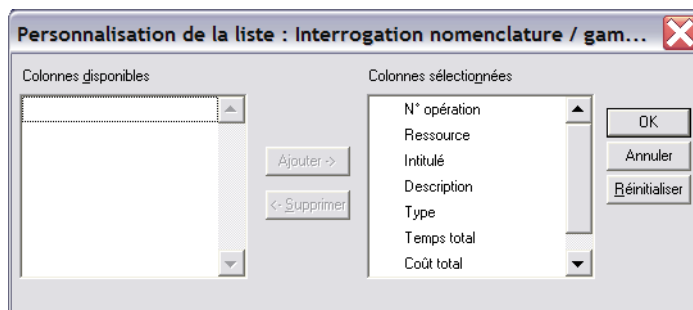 Personnalisation de la liste : Interrogation nomenclature / gam...
Colonnes disponibles
Colonnes sélectionnées
N° opération
Ressource
Intitulé
Description
Type
Temps total
Coût total
Ajouter ->
<- Supprimer
OK
Annuler
Réinitialiser